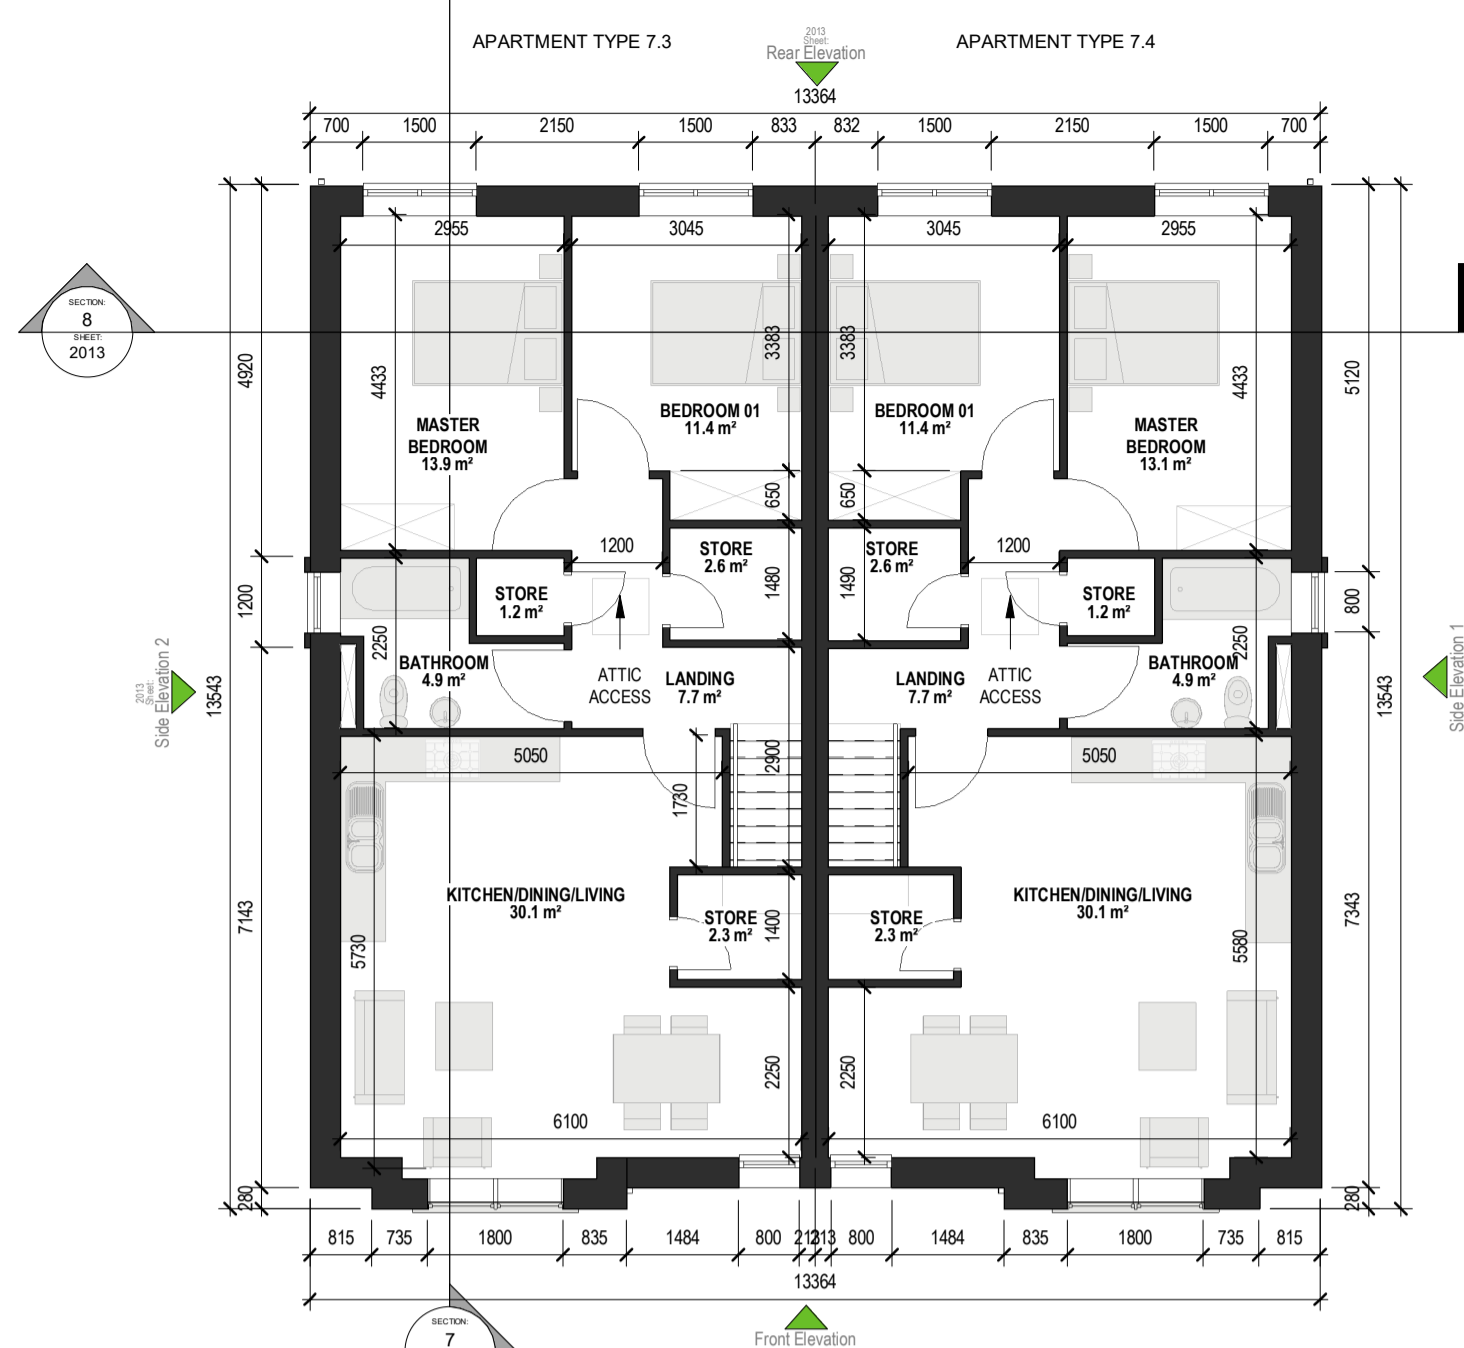 APARTMENT TYPE 7.3
2013
Sheet:
Rear Elevation
APARTMENT TYPE 7.4
13364
700 1500 2150 1500 833 832 1500 2150 1500 700
2955 3045 3045 2955
SECTION:
8
SHEET:
2013
4920
4433
3383
3383
4433
5120
MASTER
BEDROOM
13.9 m²
BEDROOM 01
11.4 m²
BEDROOM 01
11.4 m²
MASTER
BEDROOM
13.1 m²
650
650
1200
STORE
2.6 m²
STORE
2.6 m²
1200
1200
STORE
1.2 m²
1480
1490
STORE
1.2 m²
800
2250
2250
BATHROOM
4.9 m²
ATTIC
ACCESS
LANDING
7.7 m²
LANDING
7.7 m²
ATTIC
ACCESS
BATHROOM
4.9 m²
2013
Sheet:
Side Elevation 2
13543
13543
Side Elevation 1
5050
2900
5050
1730
KITCHEN/DINING/LIVING
30.1 m²
KITCHEN/DINING/LIVING
30.1 m²
7143
5730
STORE
2.3 m²
1400
STORE
2.3 m²
5580
7343
2250
2250
6100
6100
280
280
815 735 1800 835 1484 800 213 213 800 1484 835 1800 735 815
13364
SECTION:
7
Front Elevation